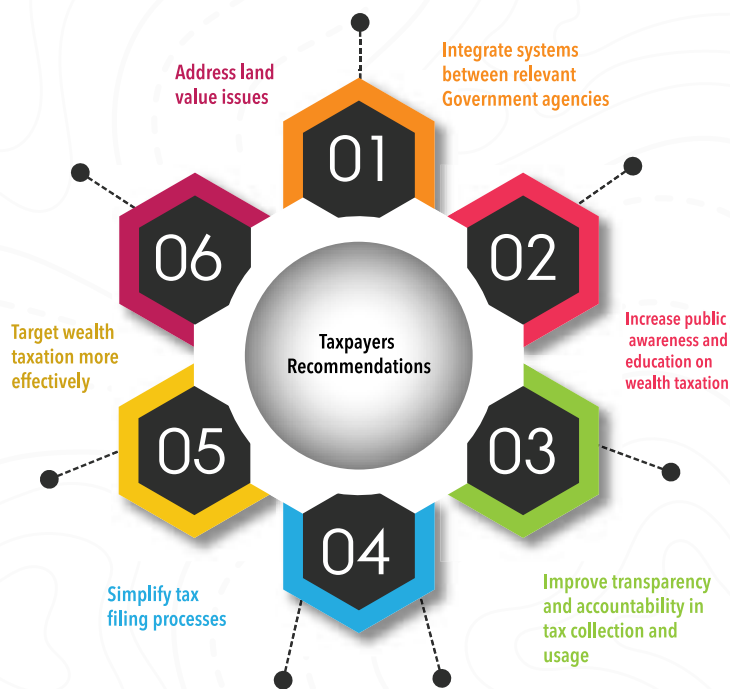 Integrate systems
between relevant
Government agencies
01
02
Increase public
awareness and
education on
wealth taxation
03
Improve transparency
and accountability in
tax collection and
usage
04
Simplify tax
filing processes
05
Target wealth
taxation more
effectively
06
Address land
value issues
Taxpayers
Recommendations